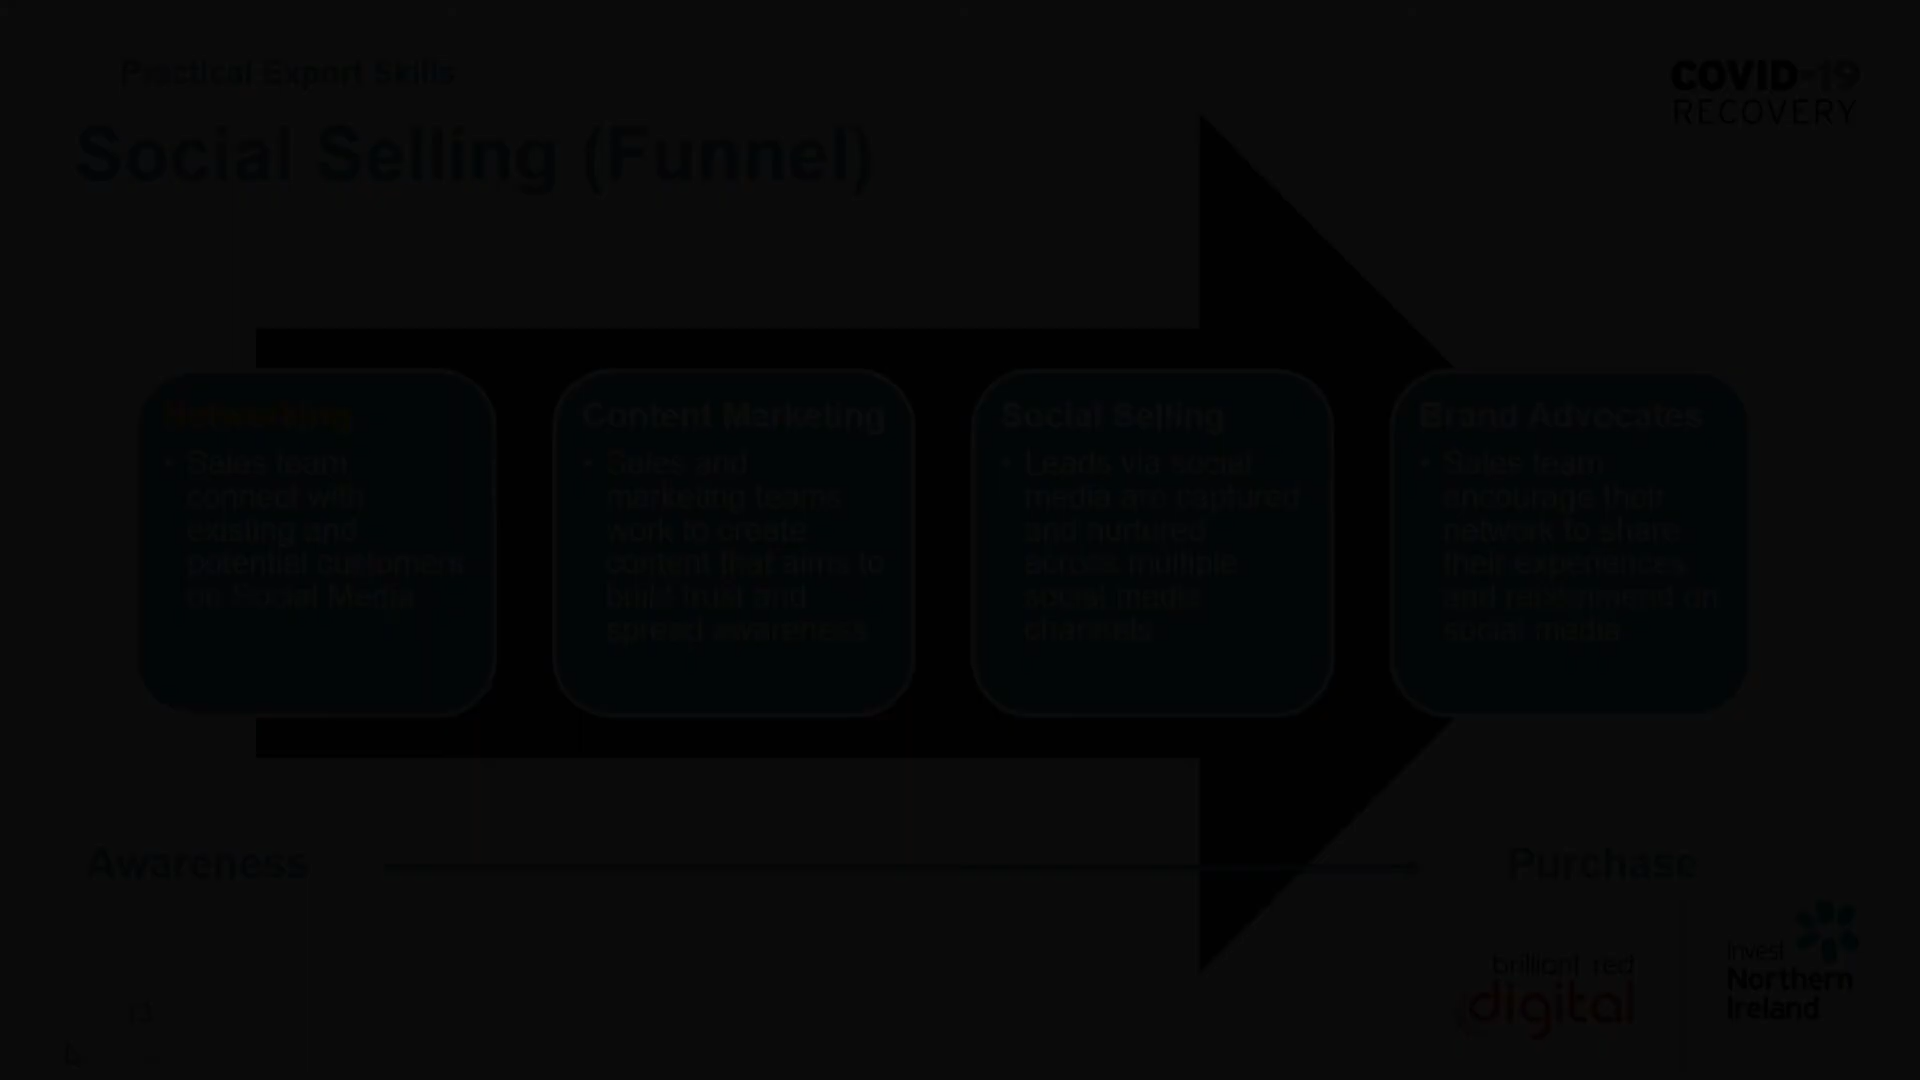 Practical Export Skills
COVID-19
RECOVERY
Social Selling (Funnel)
Networking
• Sales team
connect with
existing and
potential customers
on Social Media
Content Marketing
• Sales and
marketing teams
work to create
content that aims to
build trust and
spread awareness
Social Selling
• Leads via social
media are captured
and nurtured
across multiple
social media
channels
Brand Advocates
• Sales team
encourage their
network to share
their experiences
and recommend on
social media
Awareness
Purchase
brilliant red
digital
Invest
Northern
Ireland
13